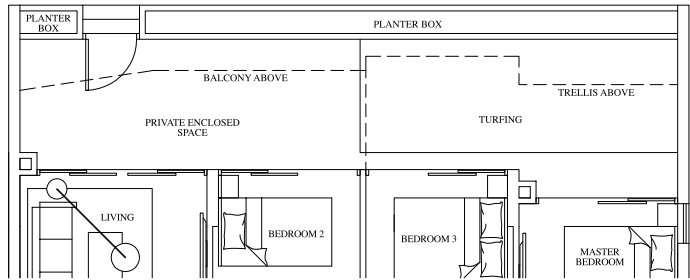 PLANTER
BOX
PLANTER BOX
BALCONY ABOVE
TRELLIS ABOVE
PRIVATE ENCLOSED
SPACE
TURFING
LIVING
BEDROOM 2
BEDROOM 3
MASTER
BEDROOM